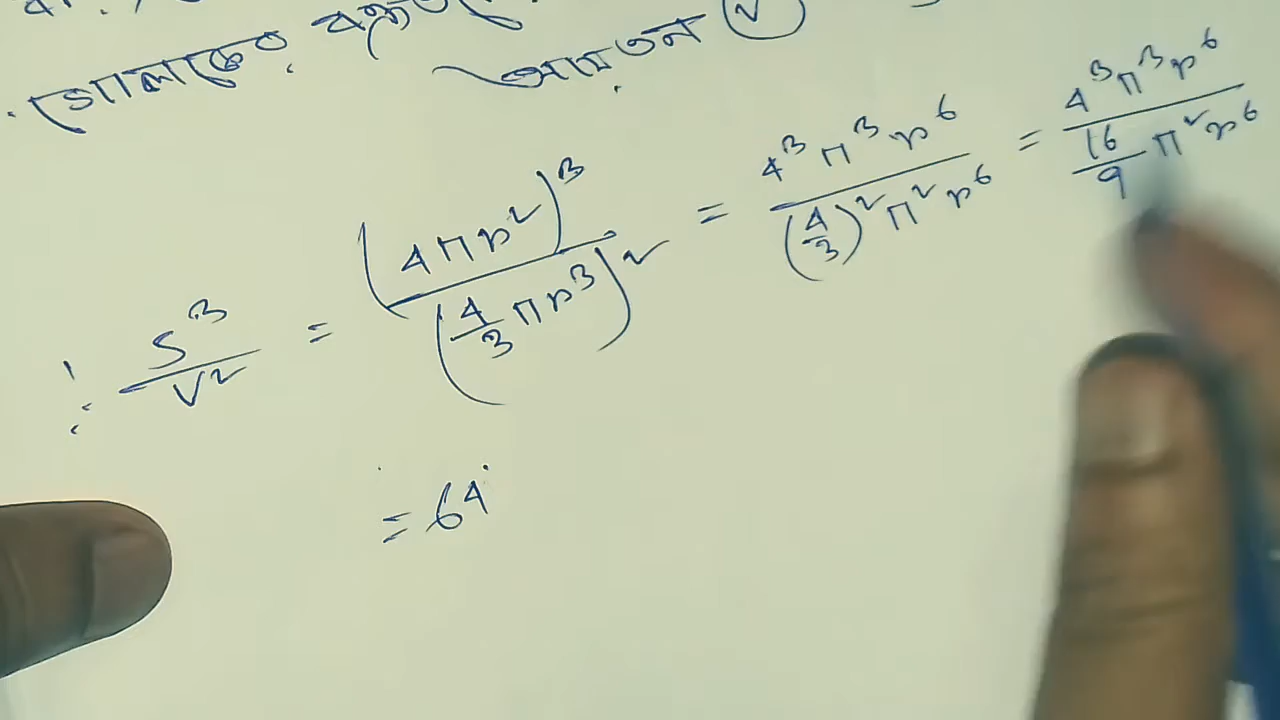 গোলকের
আয়তন V
∴ S³/V² = (4πr²)³/(4/3 πr³)² = 4³π³r⁶/(4/3)²π²r⁶ = 4³π³r⁶/(16/9)π²r⁶
= 64